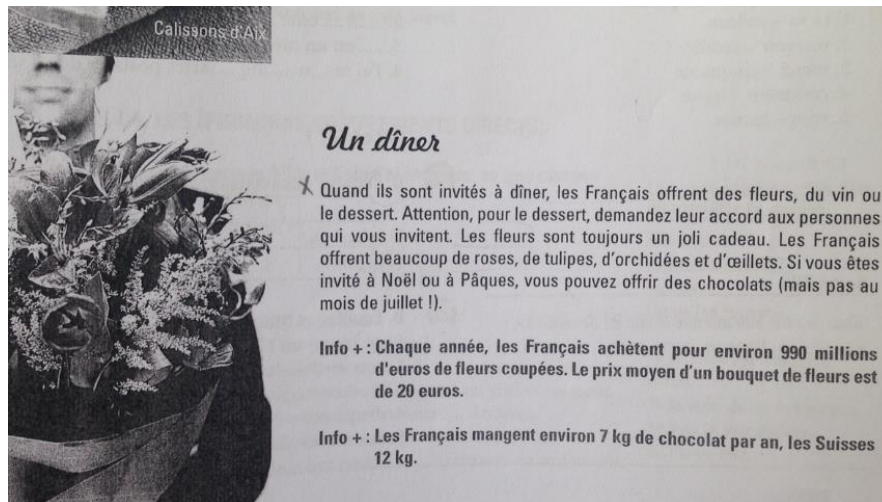 Calissons d'Aix
Un dîner
Quand ils sont invités à dîner, les Français offrent des fleurs, du vin ou
le dessert. Attention, pour le dessert, demandez leur accord aux personnes
qui vous invitent. Les fleurs sont toujours un joli cadeau. Les Français
offrent beaucoup de roses, de tulipes, d'orchidées et d'œillets. Si vous êtes
invité à Noël ou à Pâques, vous pouvez offrir des chocolats (mais pas au
mois de juillet !).
Info + : Chaque année, les Français achètent pour environ 990 millions
d'euros de fleurs coupées. Le prix moyen d'un bouquet de fleurs est
de 20 euros.
Info + : Les Français mangent environ 7 kg de chocolat par an, les Suisses
12 kg.